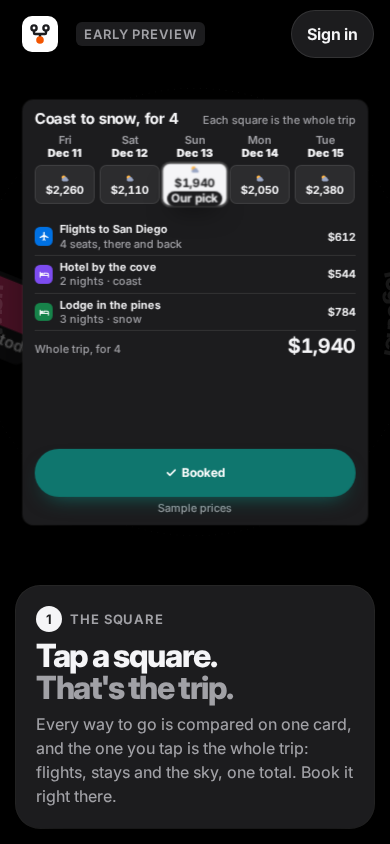 EARLY PREVIEW
Sign in
Coast to snow, for 4
Each square is the whole trip
Fri
Dec 11
Sat
Dec 12
Sun
Dec 13
Mon
Dec 14
Tue
Dec 15
$2,260
$2,110
$1,940
Our pick
$2,050
$2,380
Flights to San Diego
4 seats, there and back
$612
Hotel by the cove
2 nights · coast
$544
Lodge in the pines
3 nights · snow
$784
Whole trip, for 4
$1,940
✓ Booked
Sample prices
1 THE SQUARE
Tap a square.
That's the trip.
Every way to go is compared on one card,
and the one you tap is the whole trip:
flights, stays and the sky, one total. Book it
right there.